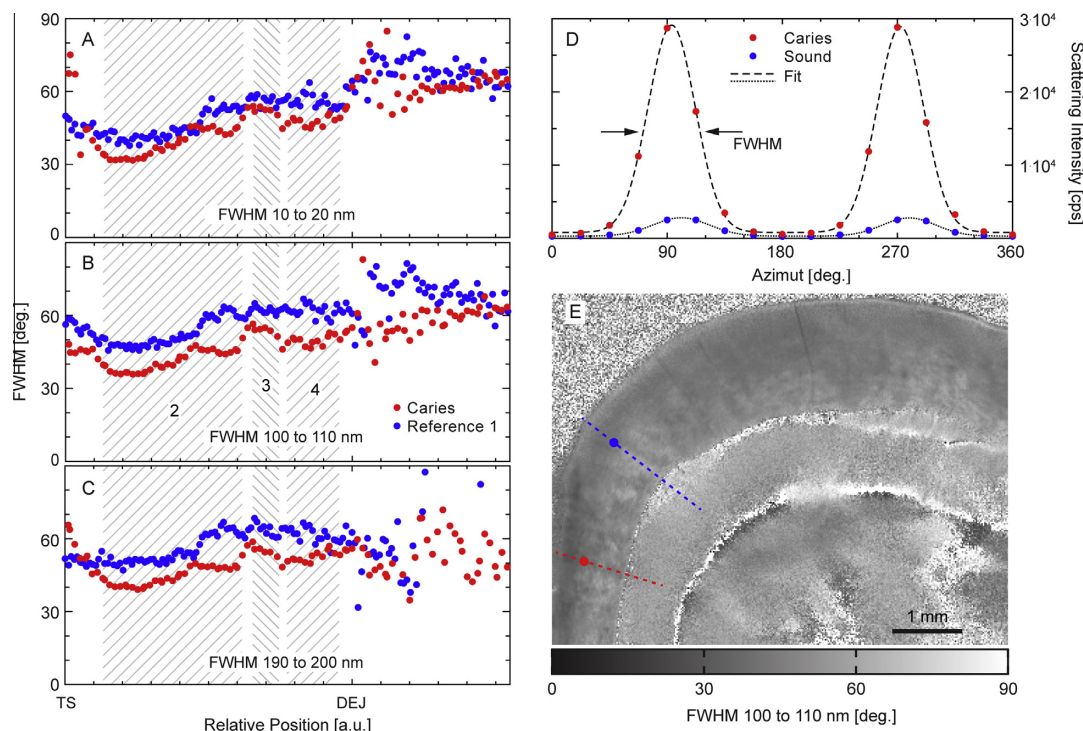 90
A
60
30
FWHM 10 to 20 nm
0
B
60
30
2
3
4
Caries
Reference 1
FWHM 100 to 110 nm
0
C
60
30
FWHM 190 to 200 nm
0
TS
DEJ
Relative Position [a.u.]
FWHM [deg.]
D
Caries
Sound
Fit
FWHM
3 10⁴
2 10⁴
1 10⁴
Scattering Intensity [cps]
0
90
180
270
360
Azimut [deg.]
E
1 mm
0
30
60
90
FWHM 100 to 110 nm [deg.]